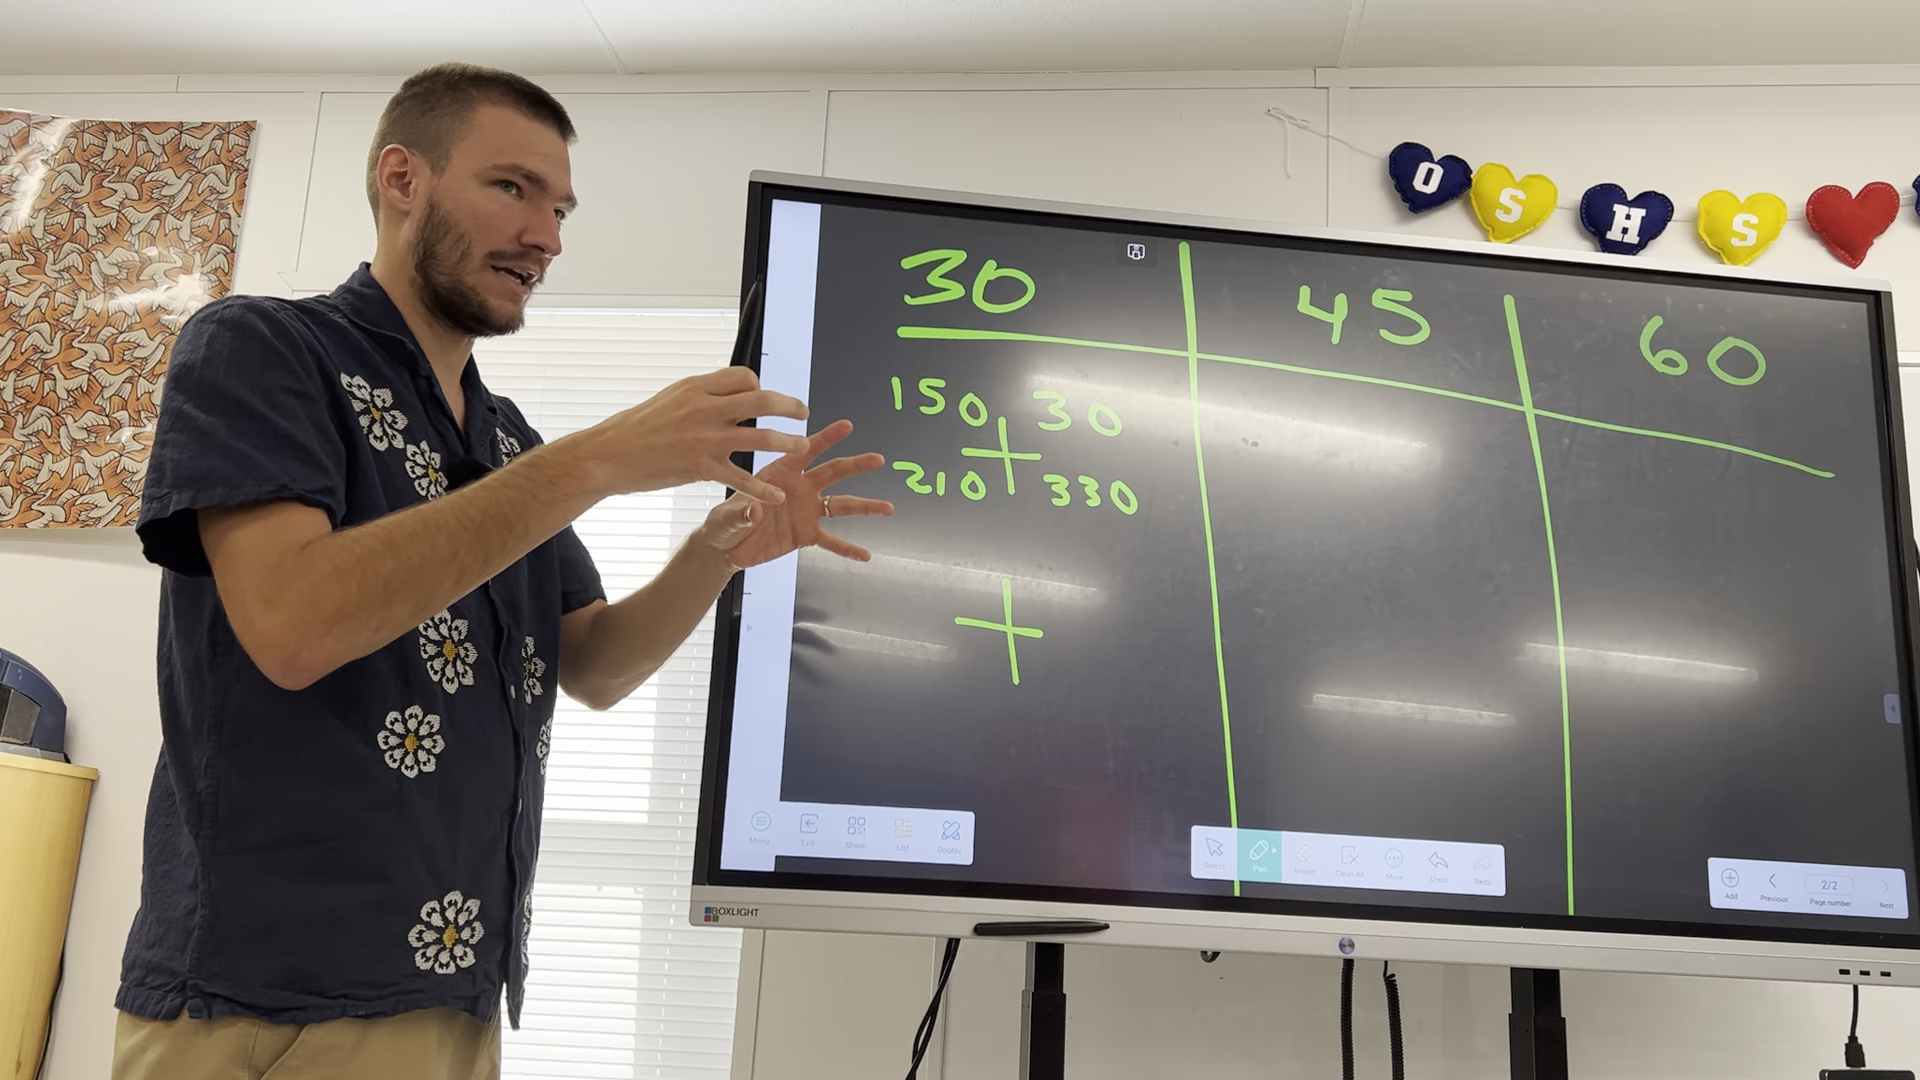 O S H S
30 45 60
150 30
210 330
Menu Exit Share List Double
Select Pen Eraser Clean All More Undo Redo
Add Previous 2/2 Page number Next
BOXLIGHT